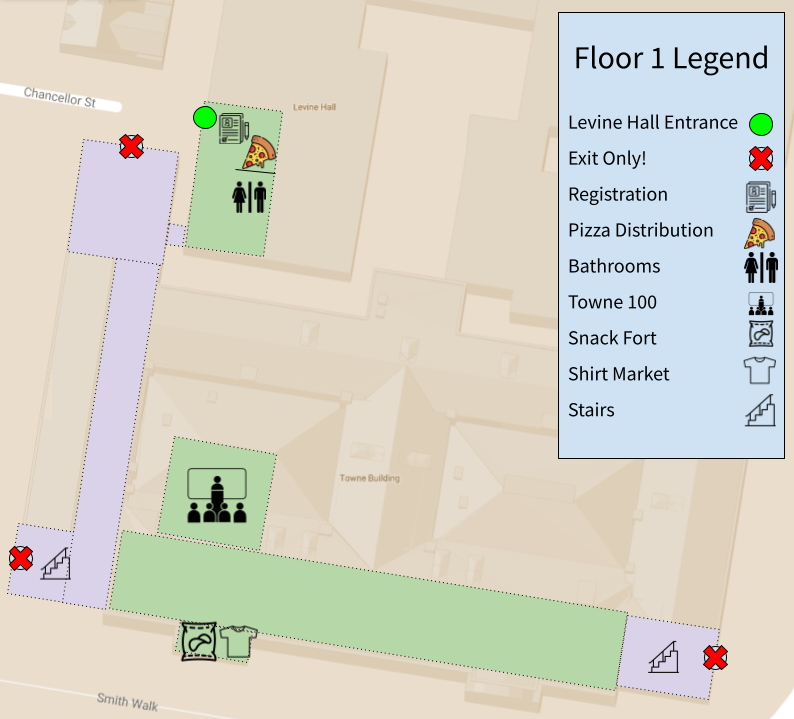 Floor 1 Legend
Levine Hall Entrance
Exit Only!
Registration
Pizza Distribution
Bathrooms
Towne 100
Snack Fort
Shirt Market
Stairs
Chancellor St
Levine Hall
Towne Building
Smith Walk